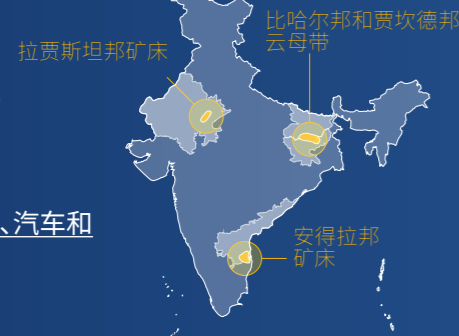 比哈尔邦和贾坎德邦
云母带
拉贾斯坦邦矿床
、汽车和
安得拉邦
矿床